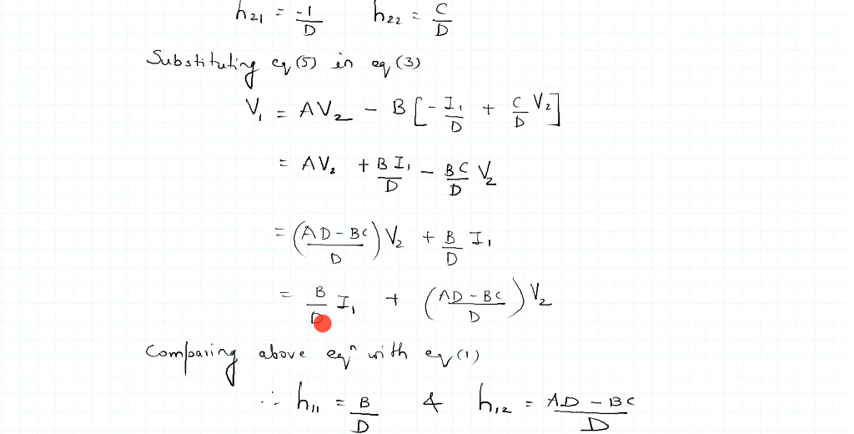 h₂₁ = -1/D h₂₂ = C/D
Substituting eq (5) in eq (3)
V₁ = AV₂ - B [ - I₁/D + C/D V₂ ]
= AV₂ + B I₁/D - BC/D V₂
= ( AD - BC / D ) V₂ + B/D I₁
= B/D I₁ + ( AD - BC / D ) V₂
Comparing above eqⁿ with eq (1)
∴ h₁₁ = B/D & h₁₂ = AD - BC / D